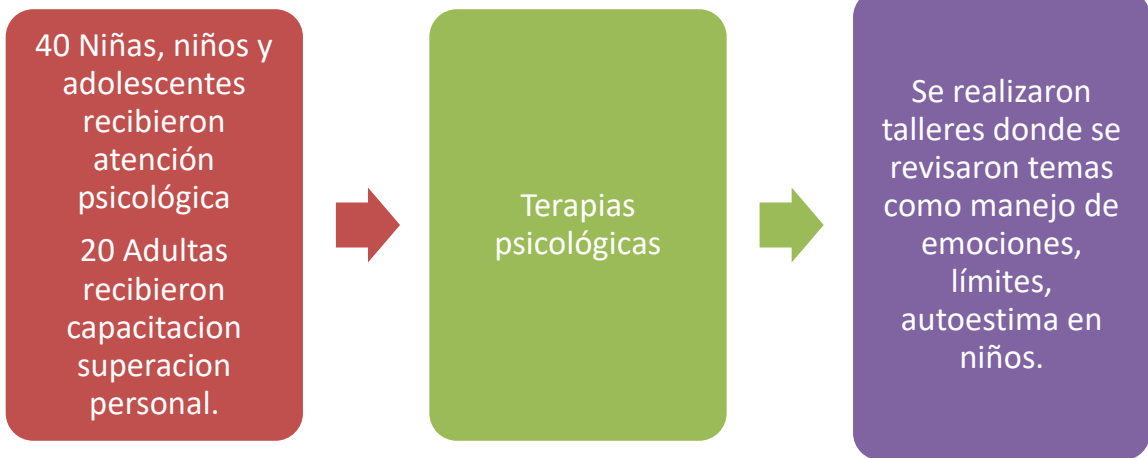 40 Niñas, niños y
adolescentes
recibieron
atención
psicológica
20 Adultas
recibieron
capacitacion
superacion
personal.
Terapias
psicológicas
Se realizaron
talleres donde se
revisaron temas
como manejo de
emociones,
límites,
autoestima en
niños.